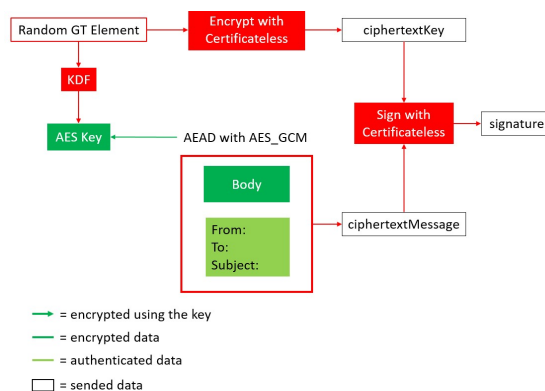 Random GT Element
Encrypt with
Certificateless
ciphertextKey
KDF
Sign with
Certificateless
signature
AES Key
AEAD with AES_GCM
Body
From:
To:
Subject:
ciphertextMessage
= encrypted using the key
= encrypted data
= authenticated data
= sended data